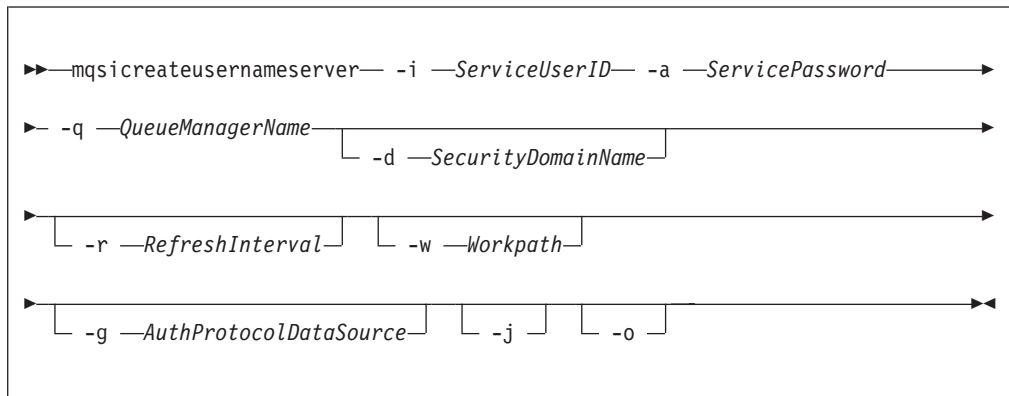 mqsicreateusernameserver -i ServiceUserID -a ServicePassword
-q QueueManagerName
-d SecurityDomainName
-r RefreshInterval -w Workpath
-g AuthProtocolDataSource -j -o